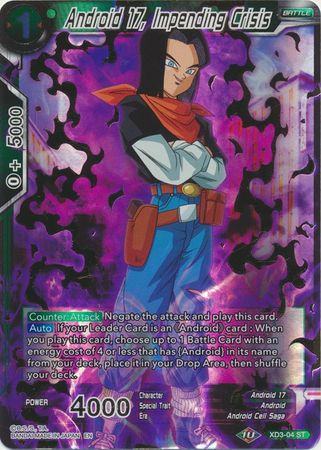 Android 17, Impending Crisis
BATTLE
1
0+ 5000
Counter: Attack Negate the attack and play this card.
Auto If your Leader Card is an 《Android》 card : When
you play this card, choose up to 1 Battle Card with an
energy cost of 4 or less that has {Android} in its
name from your deck, place it in your Drop Area, then shuffle
your deck.
POWER 4000
Character Android 17
Special Trait Android
Era Android Cell Saga
©B.S./S., T.A.
BANDAI MADE IN JAPAN EN
XD3-04 ST